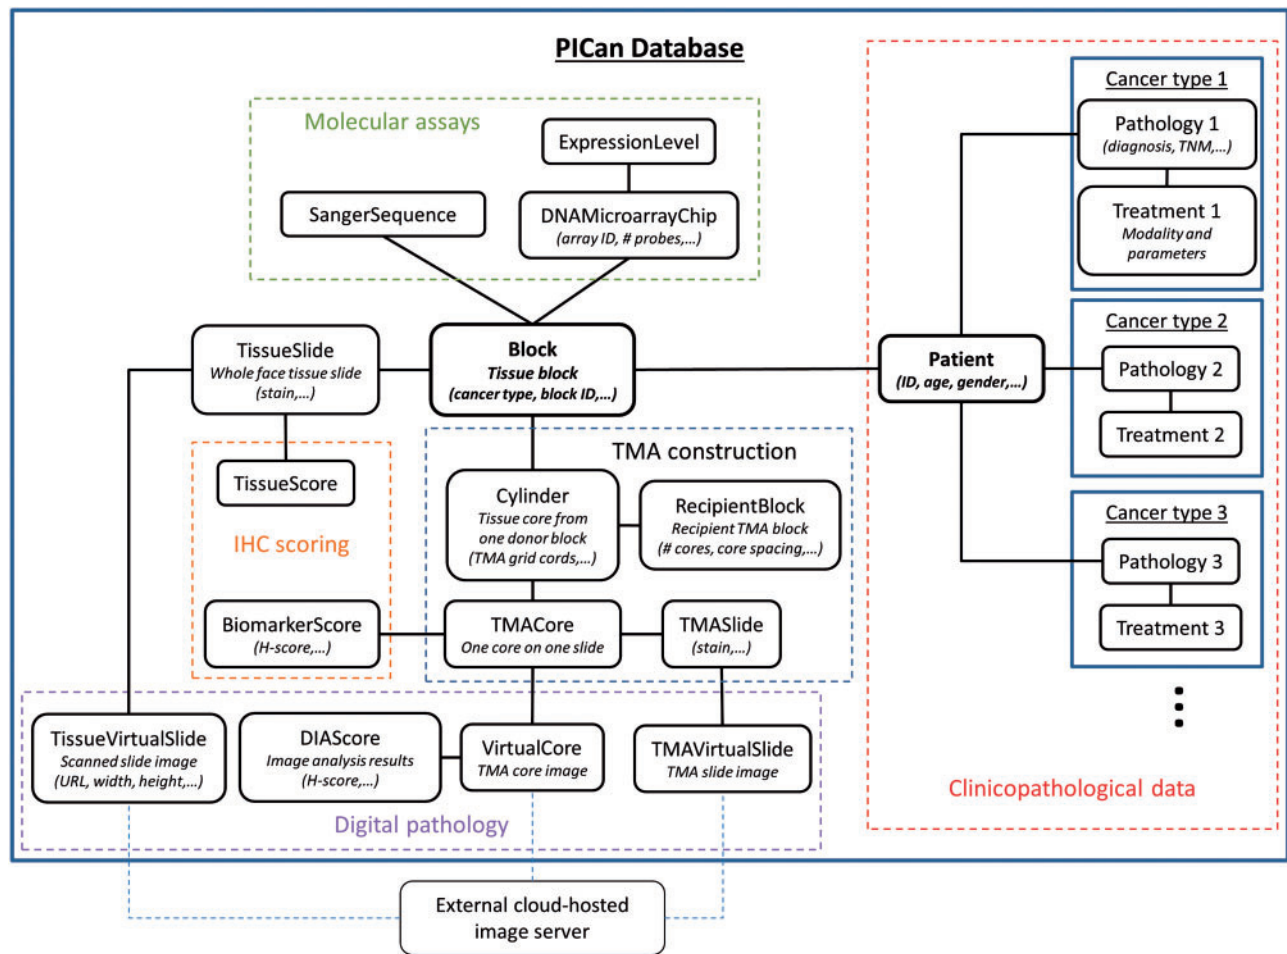 PICan Database
Molecular assays
ExpressionLevel
SangerSequence
DNAMicroarrayChip
(array ID, # probes,...)
TissueSlide
Whole face tissue slide
(stain,...)
Block
Tissue block
(cancer type, block ID,...)
Patient
(ID, age, gender,...)
Cancer type 1
Pathology 1
(diagnosis, TNM,...)
Treatment 1
Modality and
parameters
Cancer type 2
Pathology 2
Treatment 2
Cancer type 3
Pathology 3
Treatment 3
Clinicopathological data
TissueScore
IHC scoring
BiomarkerScore
(H-score,...)
TMA construction
Cylinder
Tissue core from
one donor block
(TMA grid cords,...)
RecipientBlock
Recipient TMA block
(# cores, core spacing,...)
TMACore
One core on one slide
TMASlide
(stain,...)
TissueVirtualSlide
Scanned slide image
(URL, width, height,...)
DIAScore
Image analysis results
(H-score,...)
VirtualCore
TMA core image
TMAVirtualSlide
TMA slide image
Digital pathology
External cloud-hosted
image server